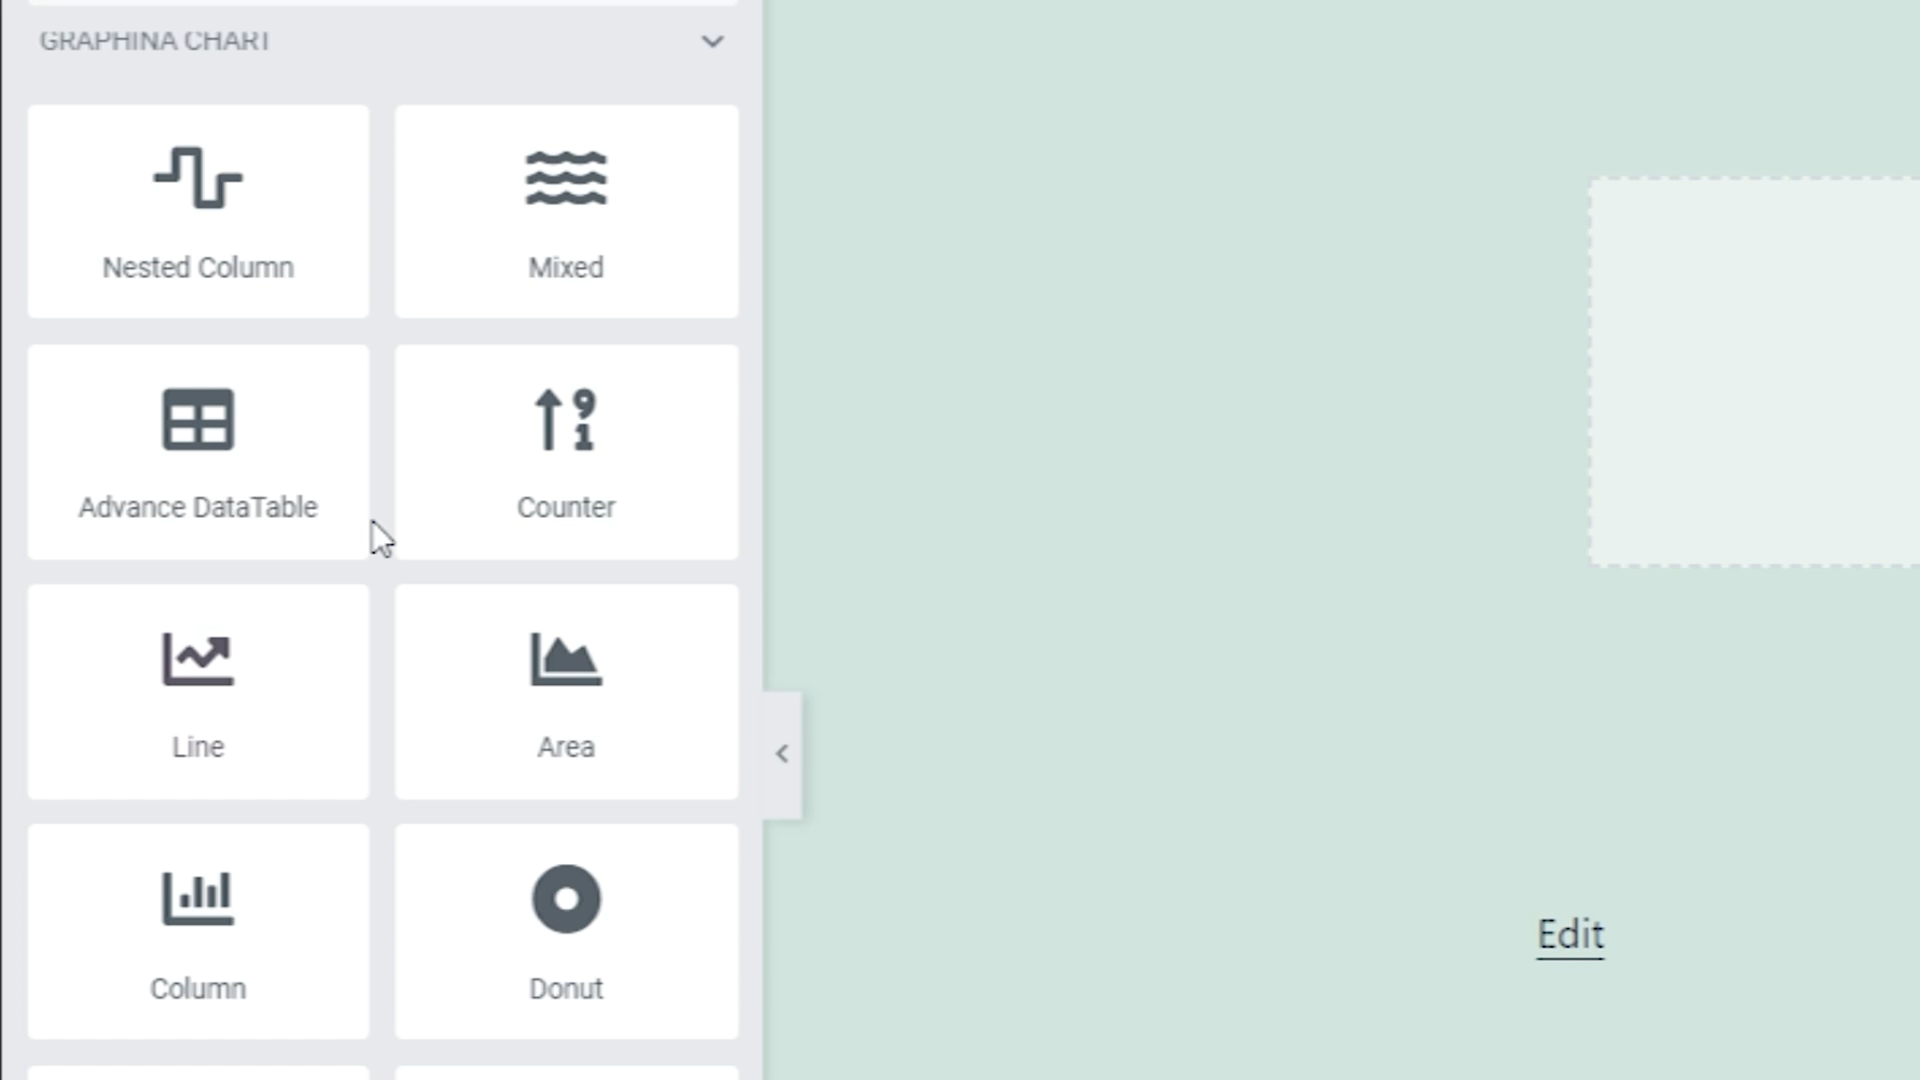 GRAPHINA CHART
Nested Column
Mixed
Advance DataTable
Counter
Line
Area
Column
Donut
Edit